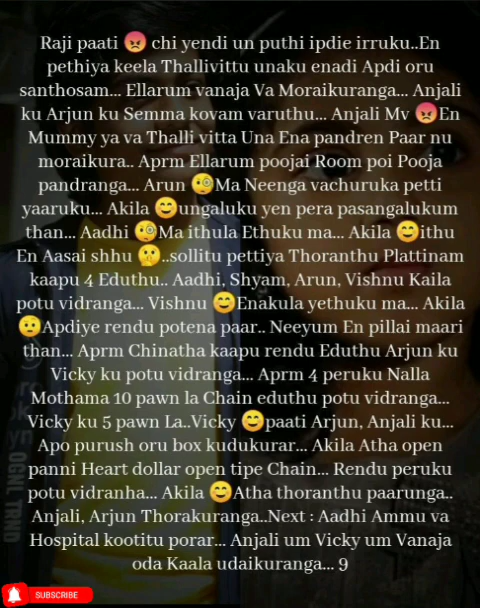 Raji paati 😡 chi yendi un puthi ipdie irruku..En
pethiya keela Thallivittu unaku enadi Apdi oru
santhosam... Ellarum vanaja Va Moraikuranga... Anjali
ku Arjun ku Semma kovam varuthu... Anjali Mv 😡En
Mummy ya va Thalli vitta Una Ena pandren Paar nu
moraikura.. Aprm Ellarum poojai Room poi Pooja
pandranga... Arun 🧐Ma Neenga vachuruka petti
yaaruku... Akila 😊ungaluku yen pera pasangalukum
than... Aadhi 🧐Ma ithula Ethuku ma... Akila 😊ithu
En Aasai shhu 🤫..sollitu pettiya Thoranthu Plattinam
kaapu 4 Eduthu.. Aadhi, Shyam, Arun, Vishnu Kaila
potu vidranga... Vishnu 😊Enakula yethuku ma... Akila
😟Apdiye rendu potena paar.. Neeyum En pillai maari
than... Aprm Chinatha kaapu rendu Eduthu Arjun ku
Vicky ku potu vidranga... Aprm 4 peruku Nalla
Mothama 10 pawn la Chain eduthu potu vidranga...
Vicky ku 5 pawn La..Vicky 😊paati Arjun, Anjali ku...
Apo purush oru box kudukurar... Akila Atha open
panni Heart dollar open tipe Chain... Rendu peruku
potu vidranha... Akila 😊Atha thoranthu paarunga..
Anjali, Arjun Thorakuranga..Next : Aadhi Ammu va
Hospital kootitu porar... Anjali um Vicky um Vanaja
oda Kaala udaikuranga... 9
SUBSCRIBE